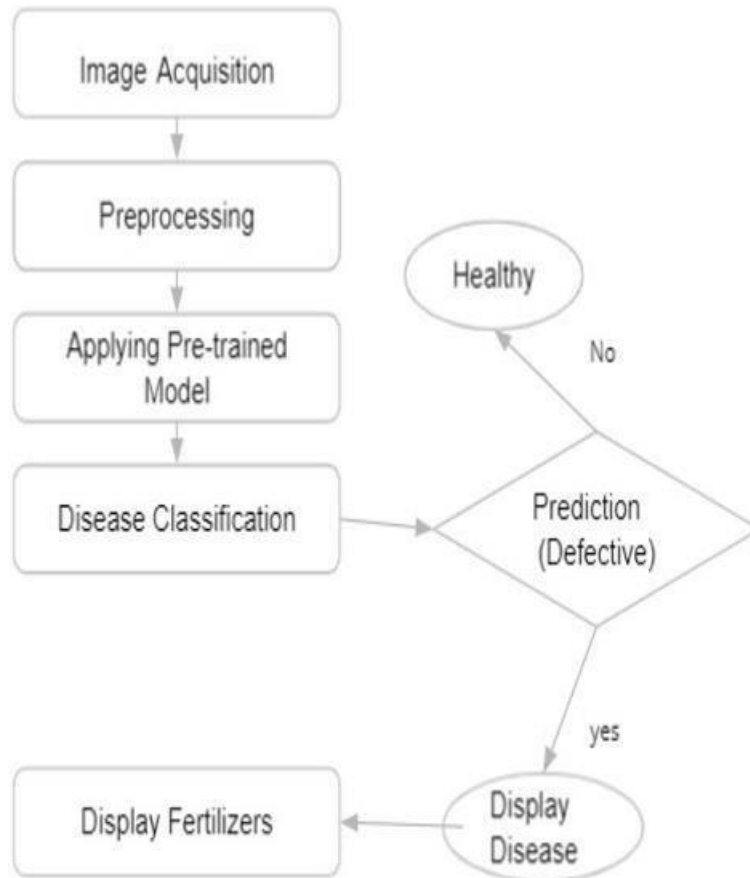 Image Acquisition
Preprocessing
Applying Pre-trained
Model
Disease Classification
Prediction
(Defective)
No
Healthy
yes
Display
Disease
Display Fertilizers